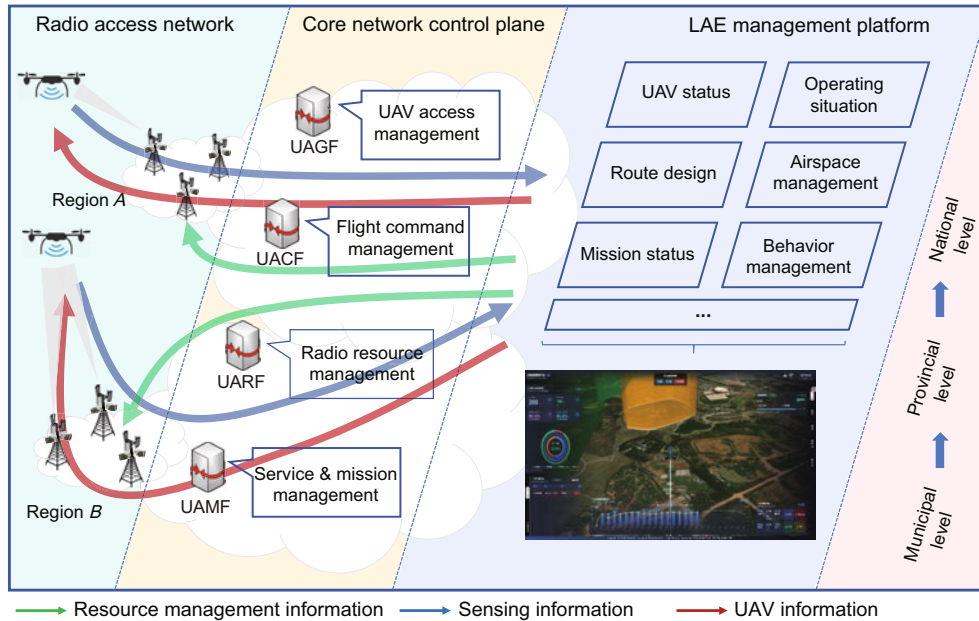 Radio access network
Core network control plane
LAE management platform
UAV access
management
UAGF
Region A
Flight command
management
UACF
UARF
Radio resource
management
UAMF
Service & mission
management
Region B
UAV status
Operating
situation
Route design
Airspace
management
Mission status
Behavior
management
...
National
level
Provincial
level
Municipal
level
Resource management information
Sensing information
UAV information